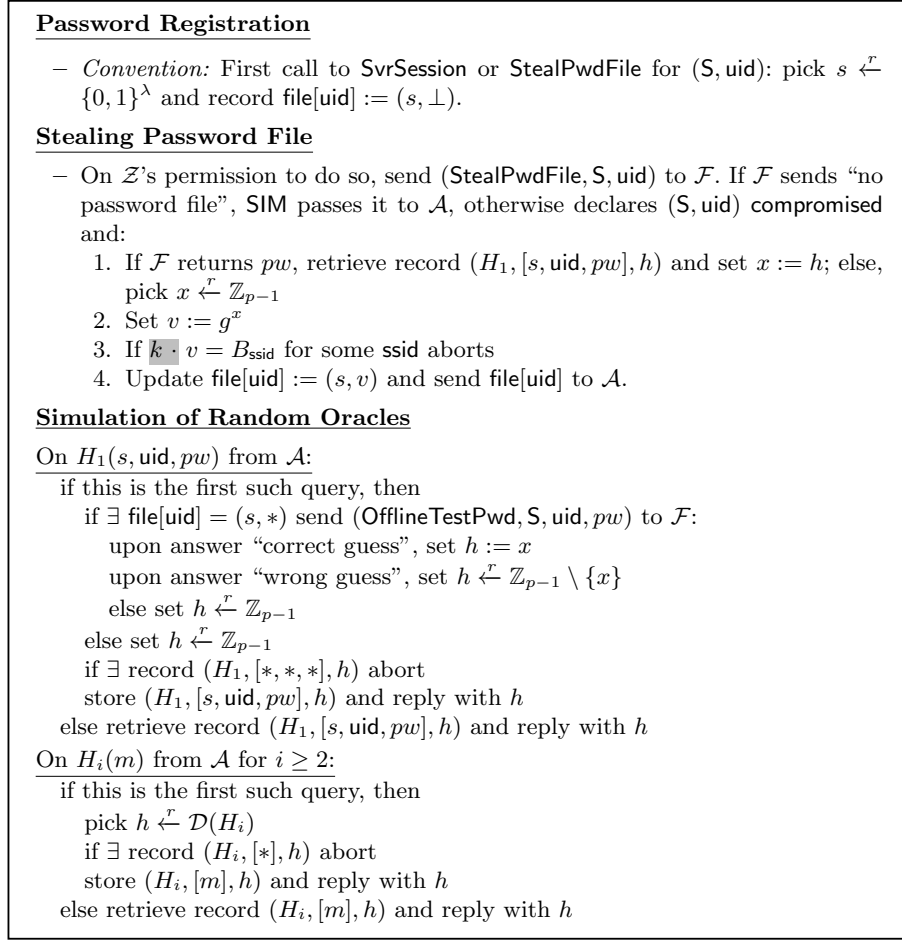 Password Registration
– Convention: First call to SvrSession or StealPwdFile for (S, uid): pick s ←ʳ
{0, 1}^λ and record file[uid] := (s, ⊥).
Stealing Password File
– On 𝒵's permission to do so, send (StealPwdFile, S, uid) to ℱ. If ℱ sends “no
password file”, SIM passes it to 𝒜, otherwise declares (S, uid) compromised
and:
1. If ℱ returns pw, retrieve record (H₁, [s, uid, pw], h) and set x := h; else,
pick x ←ʳ ℤ_{p−1}
2. Set v := g^x
3. If k · v = B_ssid for some ssid aborts
4. Update file[uid] := (s, v) and send file[uid] to 𝒜.
Simulation of Random Oracles
On H₁(s, uid, pw) from 𝒜:
if this is the first such query, then
if ∃ file[uid] = (s, ∗) send (OfflineTestPwd, S, uid, pw) to ℱ:
upon answer “correct guess”, set h := x
upon answer “wrong guess”, set h ←ʳ ℤ_{p−1} \ {x}
else set h ←ʳ ℤ_{p−1}
else set h ←ʳ ℤ_{p−1}
if ∃ record (H₁, [∗, ∗, ∗], h) abort
store (H₁, [s, uid, pw], h) and reply with h
else retrieve record (H₁, [s, uid, pw], h) and reply with h
On H_i(m) from 𝒜 for i ≥ 2:
if this is the first such query, then
pick h ←ʳ 𝒟(H_i)
if ∃ record (H_i, [∗], h) abort
store (H_i, [m], h) and reply with h
else retrieve record (H_i, [m], h) and reply with h